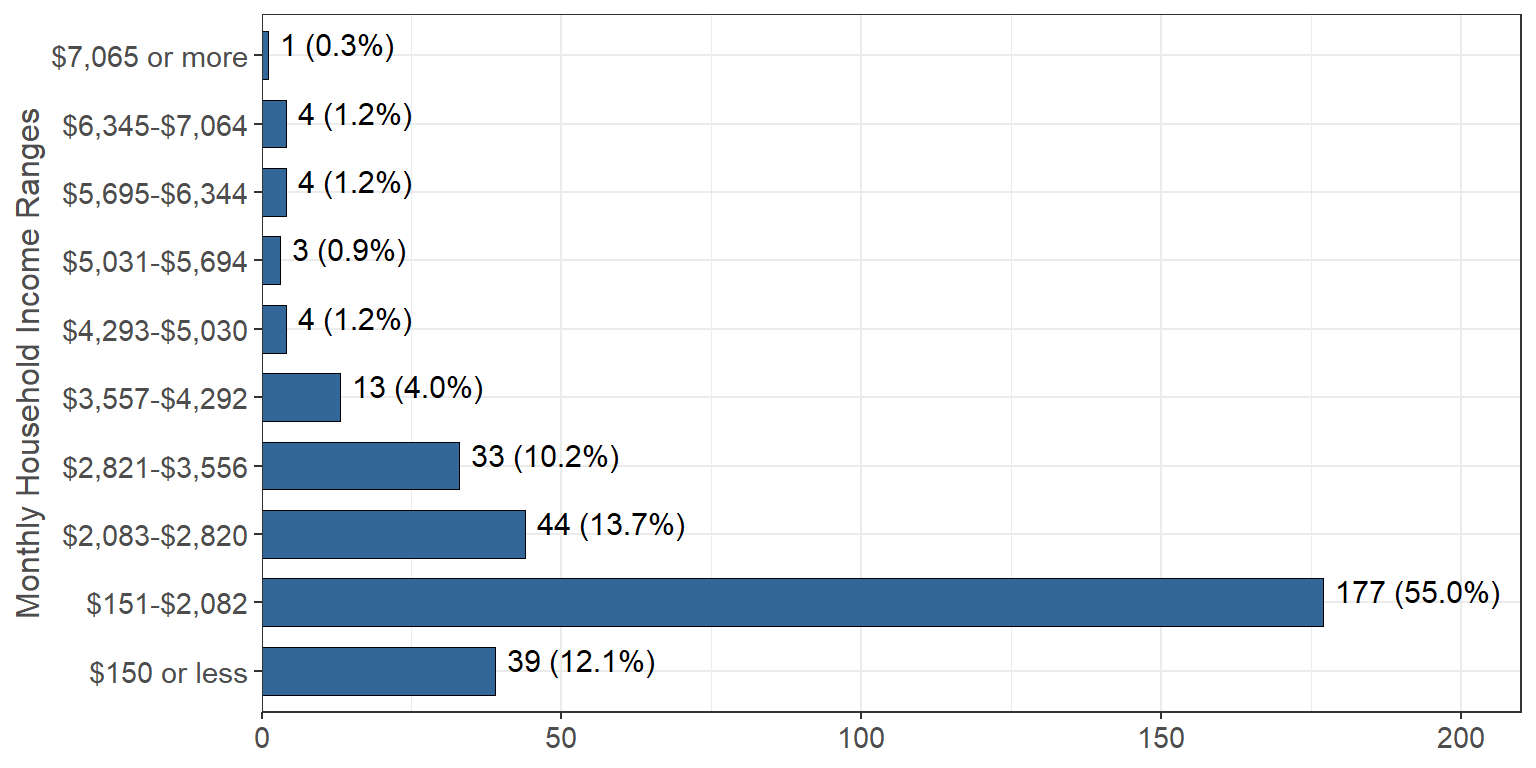 Monthly Household Income Ranges
$7,065 or more 1 (0.3%)
$6,345-$7,064 4 (1.2%)
$5,695-$6,344 4 (1.2%)
$5,031-$5,694 3 (0.9%)
$4,293-$5,030 4 (1.2%)
$3,557-$4,292 13 (4.0%)
$2,821-$3,556 33 (10.2%)
$2,083-$2,820 44 (13.7%)
$151-$2,082 177 (55.0%)
$150 or less 39 (12.1%)
0 50 100 150 200